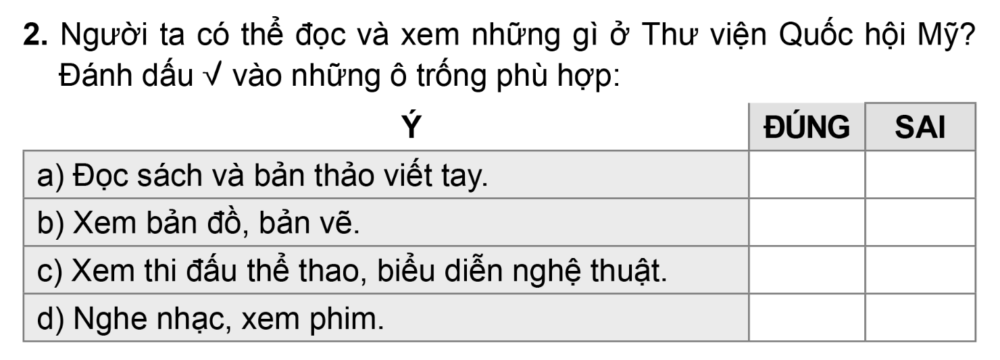 2. Người ta có thể đọc và xem những gì ở Thư viện Quốc hội Mỹ?
Đánh dấu √ vào những ô trống phù hợp:
Ý ĐÚNG SAI
a) Đọc sách và bản thảo viết tay.
b) Xem bản đồ, bản vẽ.
c) Xem thi đấu thể thao, biểu diễn nghệ thuật.
d) Nghe nhạc, xem phim.